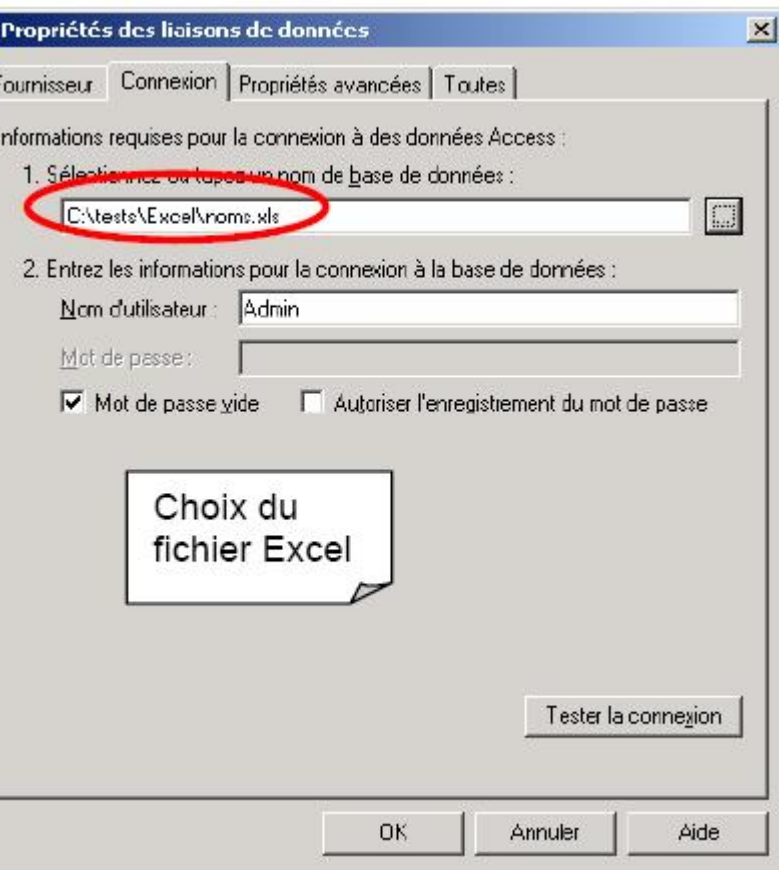 Propriétés des liaisons de données
Fournisseur Connexion Propriétés avancées Toutes
Informations requises pour la connexion à des données Access :
1. Sélectionnez ou tapez un nom de base de données :
C:\tests\Excel\noms.xls
2. Entrez les informations pour la connexion à la base de données :
Nom d'utilisateur : Admin
Mot de passe :
Mot de passe vide Autoriser l'enregistrement du mot de passe
Choix du
fichier Excel
Tester la connexion
OK Annuler Aide